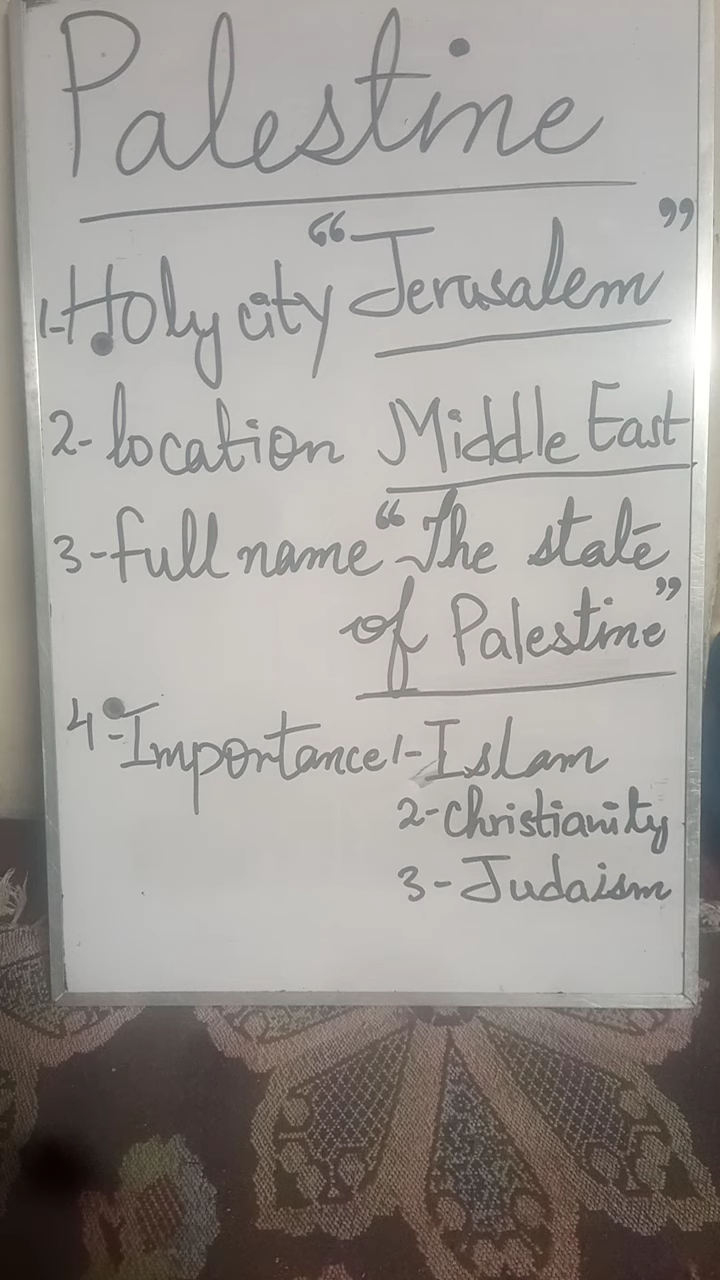 Palestine
1-Holy city "Jerusalem"
2- location Middle East
3-full name "The state
of Palestine"
4-Importance 1-Islam
2-Christianity
3-Judaism